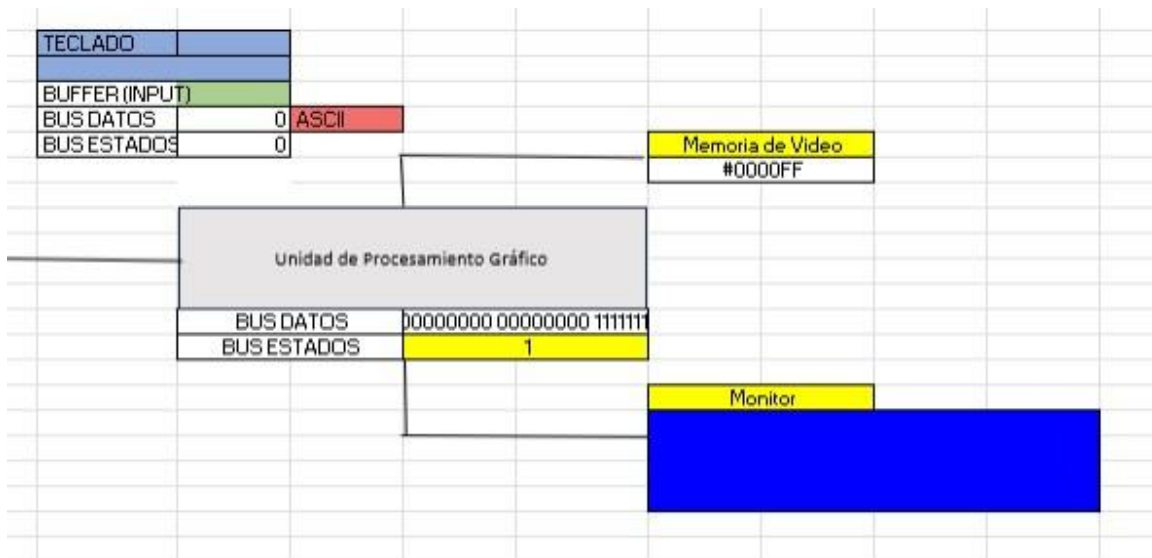 TECLADO
BUFFER (INPUT)
BUS DATOS 0 ASCII
BUS ESTADOS 0
Memoria de Video
#0000FF
Unidad de Procesamiento Gráfico
BUS DATOS 00000000 00000000 1111111
BUS ESTADOS 1
Monitor